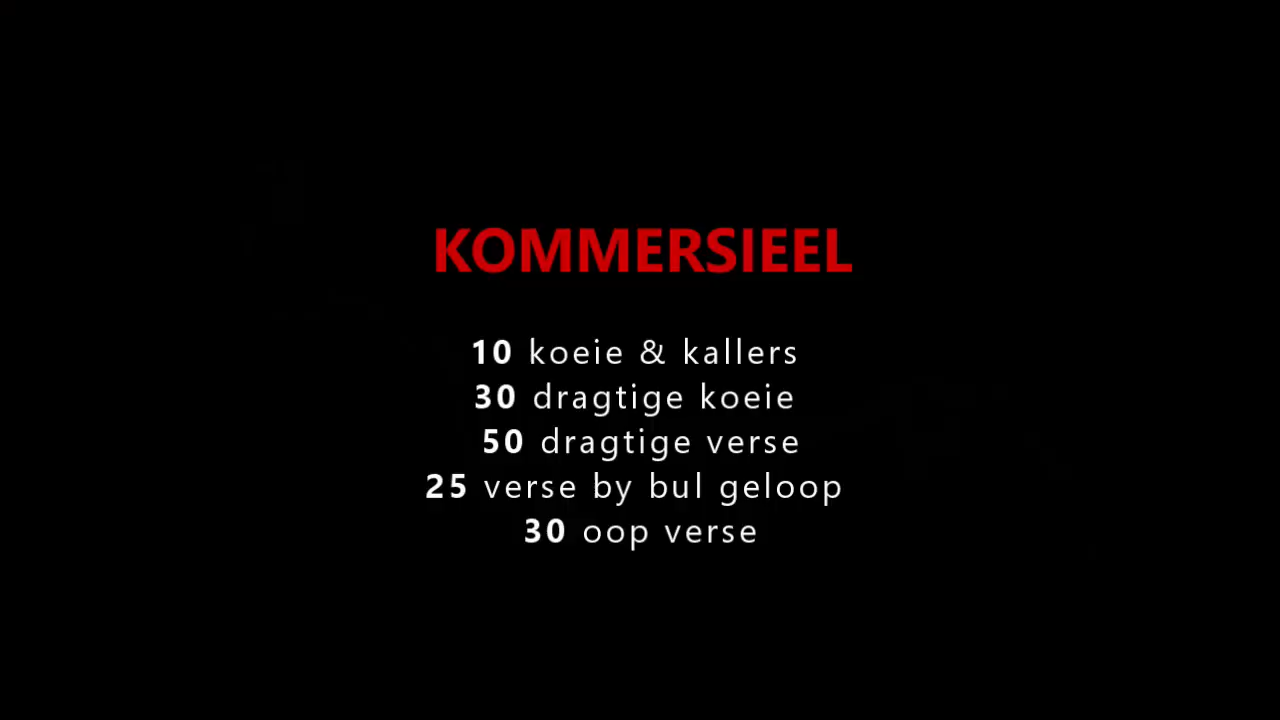 KOMMERSIEEL
10 koeie & kallers
30 dragtige koeie
50 dragtige verse
25 verse by bul geloop
30 oop verse